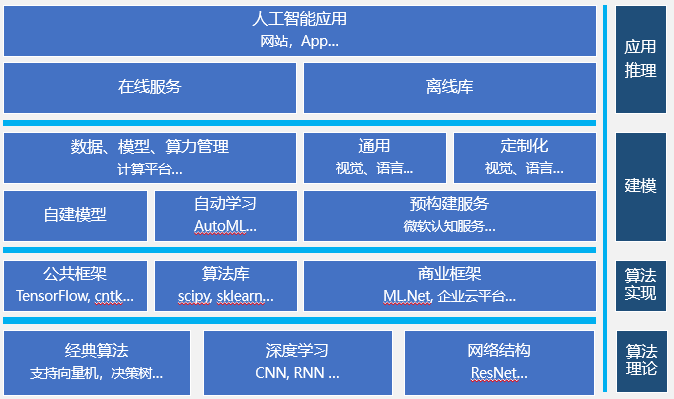 人工智能应用
网站，App...
在线服务
离线库
应用
推理
数据、模型、算力管理
计算平台...
通用
视觉、语言...
定制化
视觉、语言...
自建模型
自动学习
AutoML...
预构建服务
微软认知服务...
建模
公共框架
TensorFlow, cntk...
算法库
scipy, sklearn...
商业框架
ML.Net, 企业云平台...
算法
实现
经典算法
支持向量机，决策树...
深度学习
CNN, RNN ...
网络结构
ResNet...
算法
理论